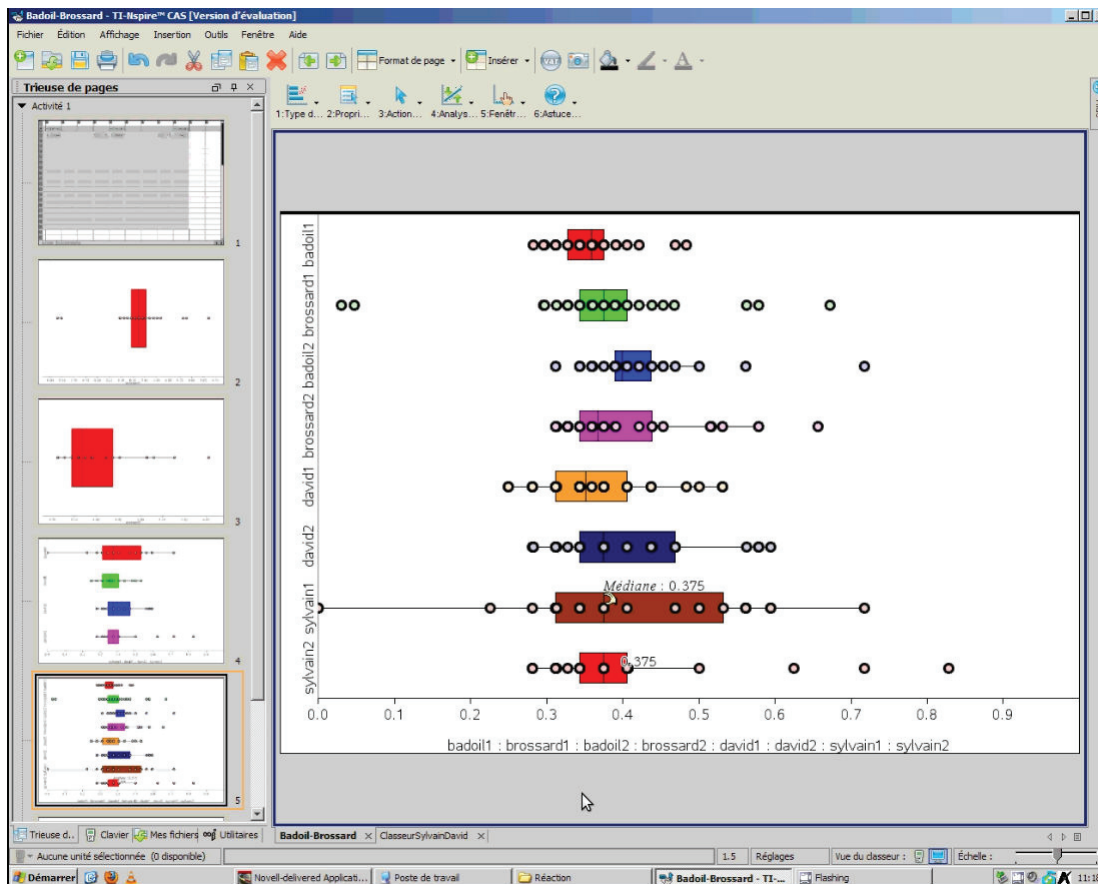 Badoil-Brossard - TI-Nspire™ CAS [Version d'évaluation]
Fichier Édition Affichage Insertion Outils Fenêtre Aide
Format de page Insérer
Trieuse de pages
Activité 1
1
2
3
4
5
1:Type d... 2:Propri... 3:Action... 4:Analys... 5:Fenêtr... 6:Astuce...
badoil1
brossard1
badoil2
brossard2
david1
david2
sylvain1
sylvain2
Médiane : 0.375
0.375
0.0 0.1 0.2 0.3 0.4 0.5 0.6 0.7 0.8 0.9
badoil1 : brossard1 : badoil2 : brossard2 : david1 : david2 : sylvain1 : sylvain2
Trieuse d... Clavier Mes fichiers Utilitaires
Badoil-Brossard ClasseurSylvainDavid
Aucune unité sélectionnée (0 disponible) 1.5 Réglages Vue du classeur : Échelle :
Démarrer Novell-delivered Applicati... Poste de travail Réaction Badoil-Brossard - TI-... Flashing 11:18